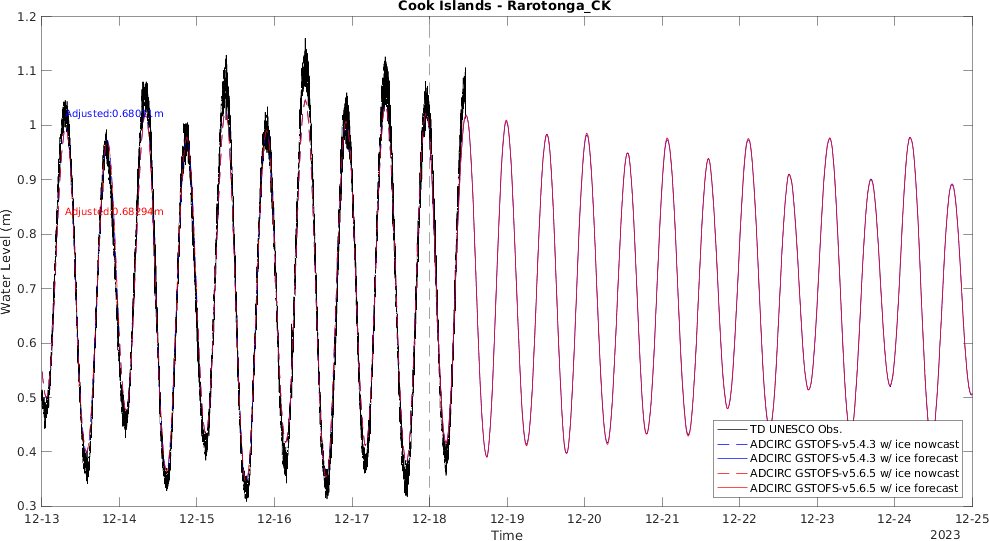 Cook Islands - Rarotonga_CK
Water Level (m)
1.2
1.1
1
0.9
0.8
0.7
0.6
0.5
0.4
0.3
Adjusted:0.68294m
TD UNESCO Obs.
ADCIRC GSTOFS-v5.4.3 w/ ice nowcast
ADCIRC GSTOFS-v5.4.3 w/ ice forecast
ADCIRC GSTOFS-v5.6.5 w/ ice nowcast
ADCIRC GSTOFS-v5.6.5 w/ ice forecast
12-13 12-14 12-15 12-16 12-17 12-18 12-19 12-20 12-21 12-22 12-23 12-24 12-25
Time
2023